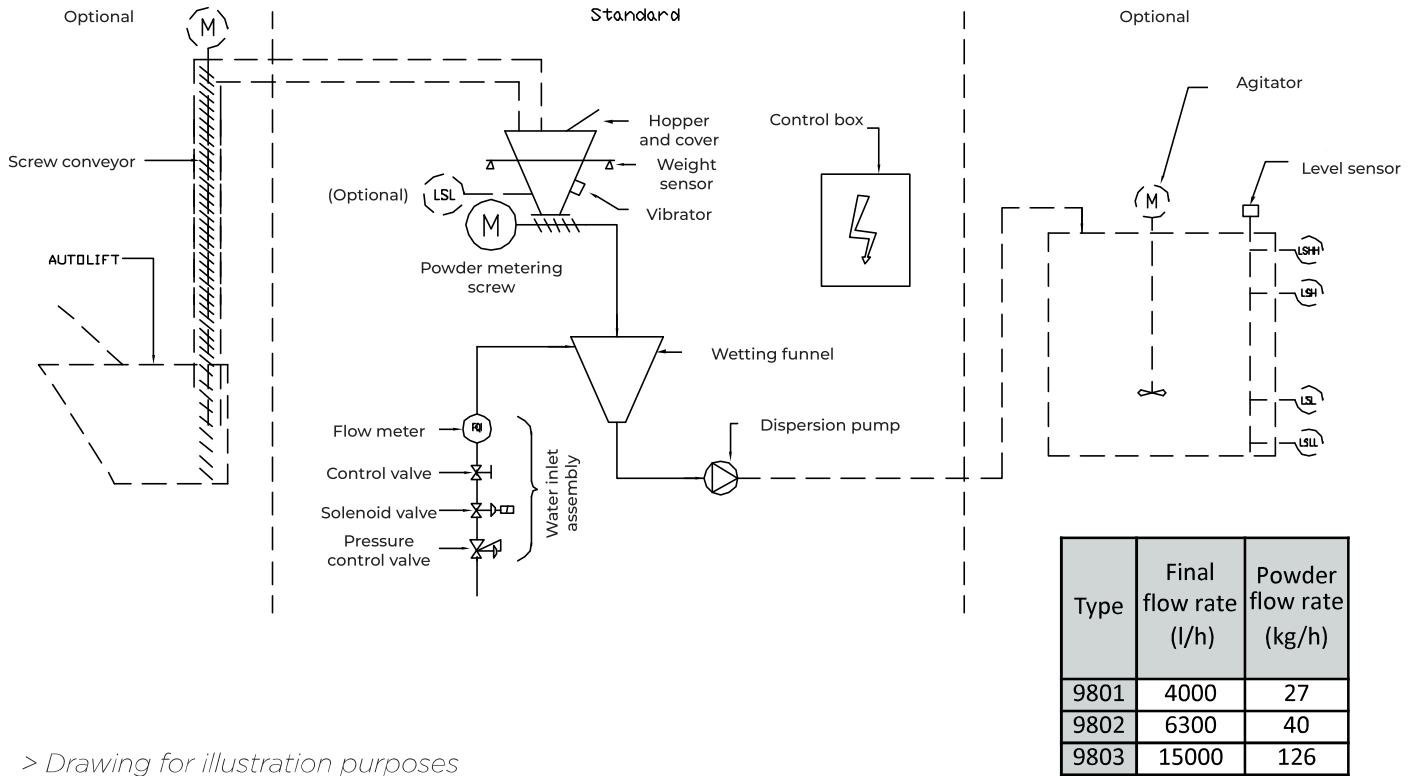 Optional
Standard
Optional
M
Screw conveyor
AUTOLIFT
Hopper
and cover
Weight
sensor
(Optional)
LSL
Vibrator
M
Powder metering
screw
Control box
Agitator
Level sensor
M
LSHH
LSH
LSL
LSLL
Wetting funnel
Flow meter
FQI
Control valve
Solenoid valve
Pressure
control valve
Water inlet
assembly
Dispersion pump
Type
Final
flow rate
(l/h)
Powder
flow rate
(kg/h)
9801 4000 27
9802 6300 40
9803 15000 126
> Drawing for illustration purposes